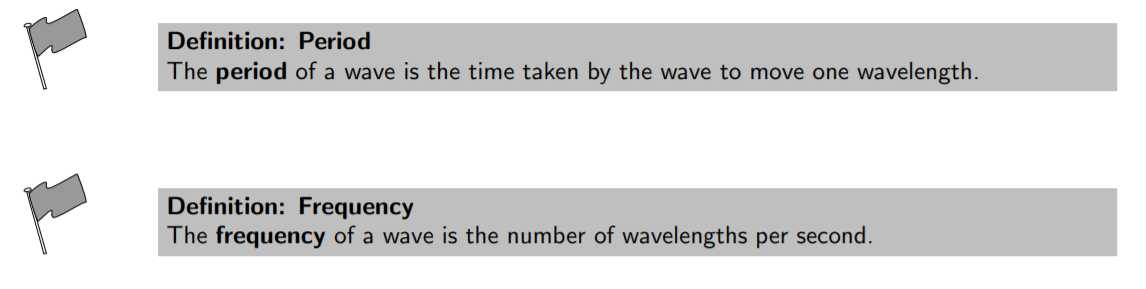 Definition: Period
The period of a wave is the time taken by the wave to move one wavelength.
Definition: Frequency
The frequency of a wave is the number of wavelengths per second.